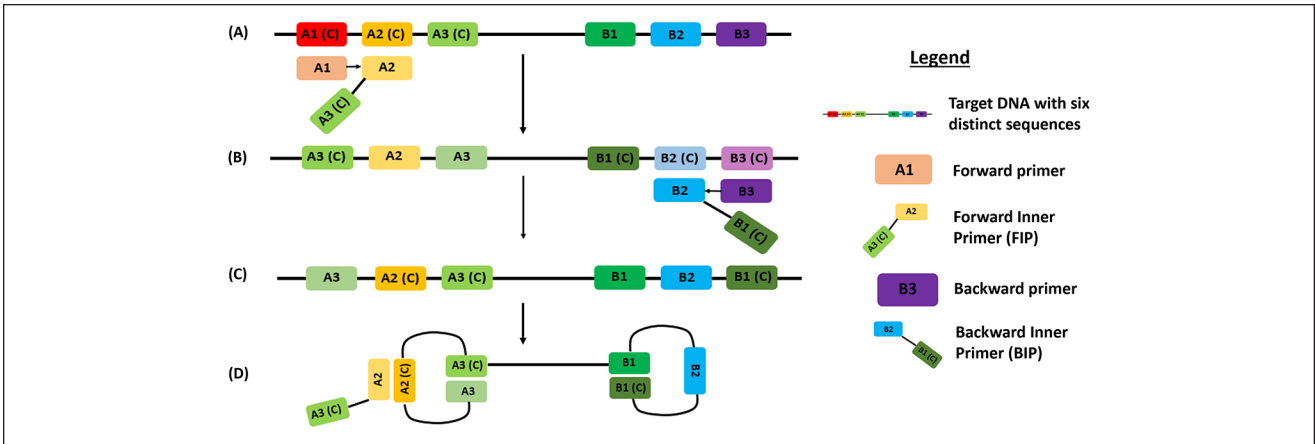 (A) A1 (C) A2 (C) A3 (C) B1 B2 B3
A1 A2
A3 (C)
(B) A3 (C) A2 A3 B1 (C) B2 (C) B3 (C)
B2 B3
B1 (C)
(C) A3 A2 (C) A3 (C) B1 B2 B1 (C)
(D) A3 (C) A2 A2 (C) A3 (C) A3 B1 B1 (C) B2
Legend
Target DNA with six
distinct sequences
A1 Forward primer
A2 A3 (C) Forward Inner
Primer (FIP)
B3 Backward primer
B2 B1 (C) Backward Inner
Primer (BIP)